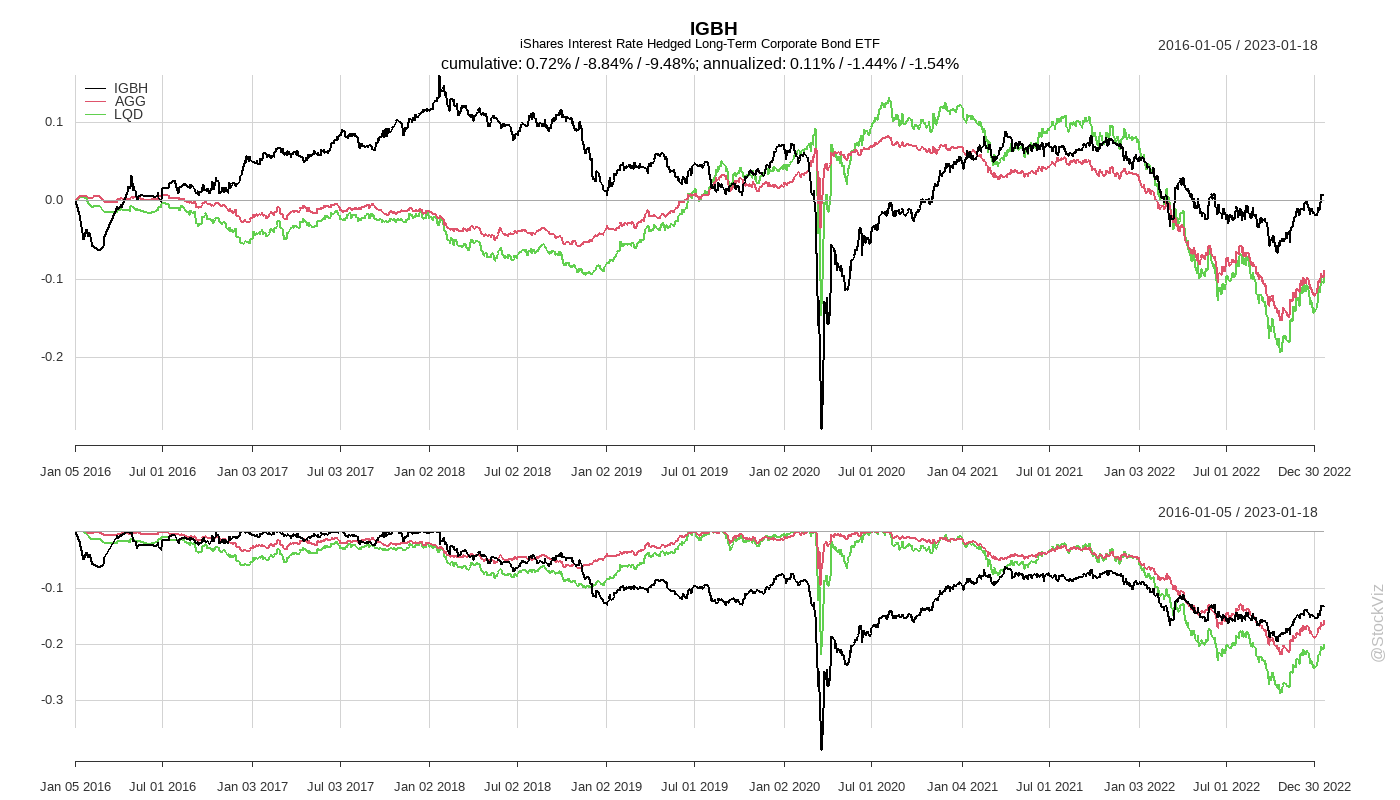 IGBH
iShares Interest Rate Hedged Long-Term Corporate Bond ETF
2016-01-05 / 2023-01-18
cumulative: 0.72% / -8.84% / -9.48%; annualized: 0.11% / -1.44% / -1.54%
IGBH
AGG
LQD
0.1
0.0
-0.1
-0.2
Jan 05 2016 Jul 01 2016 Jan 03 2017 Jul 03 2017 Jan 02 2018 Jul 02 2018 Jan 02 2019 Jul 01 2019 Jan 02 2020 Jul 01 2020 Jan 04 2021 Jul 01 2021 Jan 03 2022 Jul 01 2022 Dec 30 2022
2016-01-05 / 2023-01-18
-0.1
-0.2
-0.3
Jan 05 2016 Jul 01 2016 Jan 03 2017 Jul 03 2017 Jan 02 2018 Jul 02 2018 Jan 02 2019 Jul 01 2019 Jan 02 2020 Jul 01 2020 Jan 04 2021 Jul 01 2021 Jan 03 2022 Jul 01 2022 Dec 30 2022
@StockViz